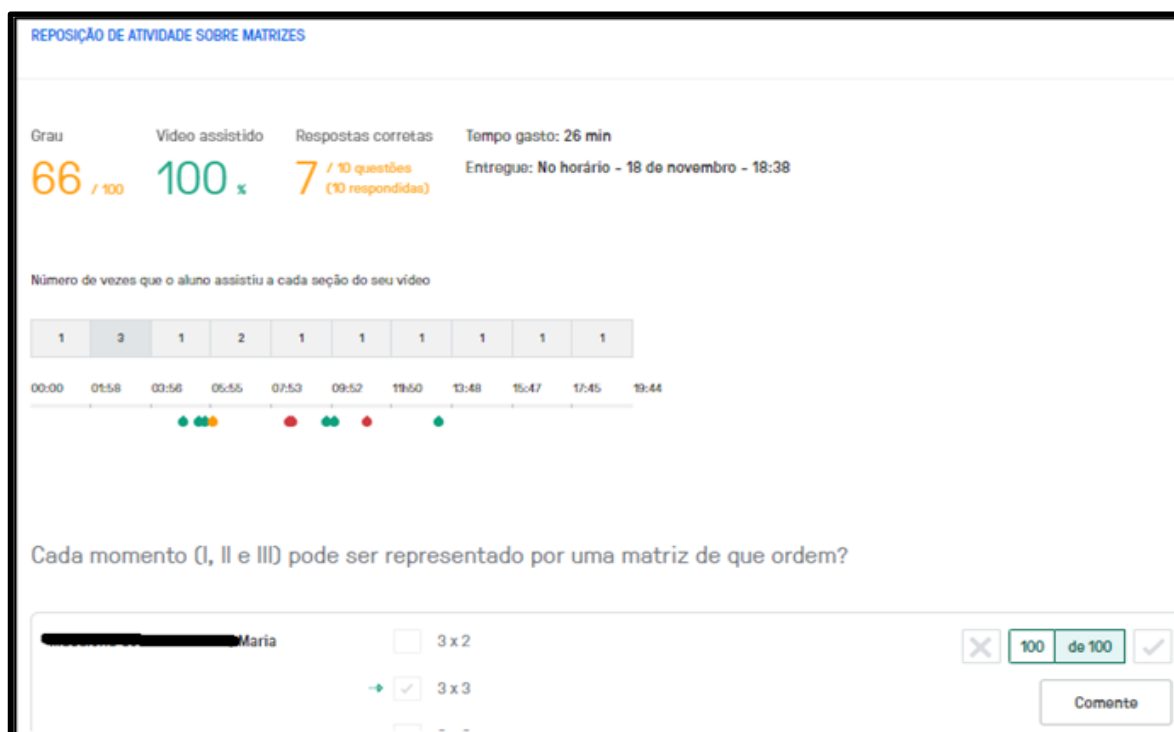 REPOSIÇÃO DE ATIVIDADE SOBRE MATRIZES
Grau
Video assistido
Respostas corretas
Tempo gasto: 26 min
66 / 100
100 %
7 / 10 questões
(10 respondidas)
Entregue: No horário - 18 de novembro - 18:38
Número de vezes que o aluno assistiu a cada seção do seu vídeo
1 3 1 2 1 1 1 1 1 1
00:00 01:58 03:56 05:55 07:53 09:52 11:50 13:48 15:47 17:45 19:44
Cada momento (I, II e III) pode ser representado por uma matriz de que ordem?
Maria
3 x 2
100 de 100
3 x 3
Comente